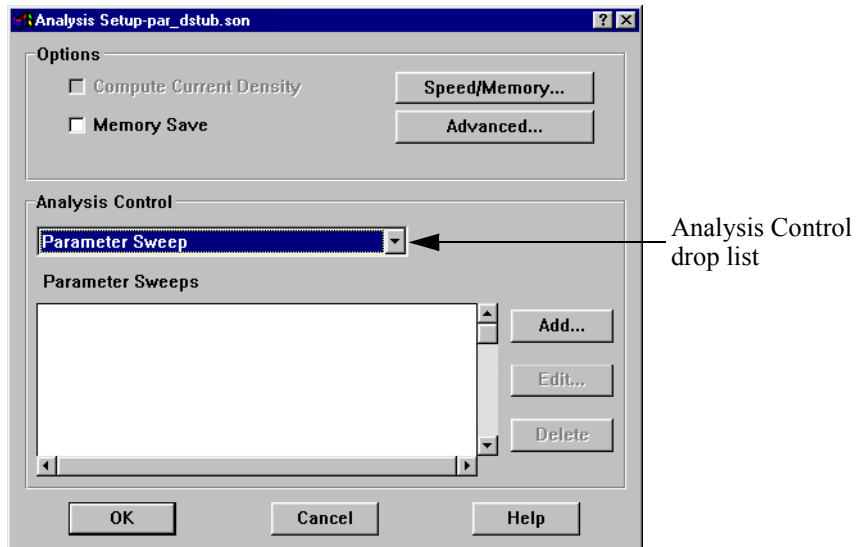 Analysis Setup-par_dstub.son
Options
Compute Current Density
Speed/Memory...
Memory Save
Advanced...
Analysis Control
Parameter Sweep
Analysis Control
drop list
Parameter Sweeps
Add...
Edit...
Delete
OK
Cancel
Help